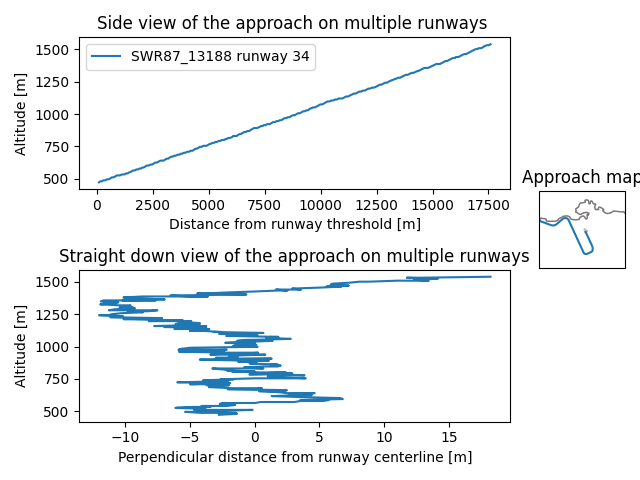 Side view of the approach on multiple runways
SWR87_13188 runway 34
Altitude [m]
1500
1250
1000
750
500
0 2500 5000 7500 10000 12500 15000 17500
Distance from runway threshold [m]
Approach map
Straight down view of the approach on multiple runways
Altitude [m]
1500
1250
1000
750
500
−10 −5 0 5 10 15
Perpendicular distance from runway centerline [m]